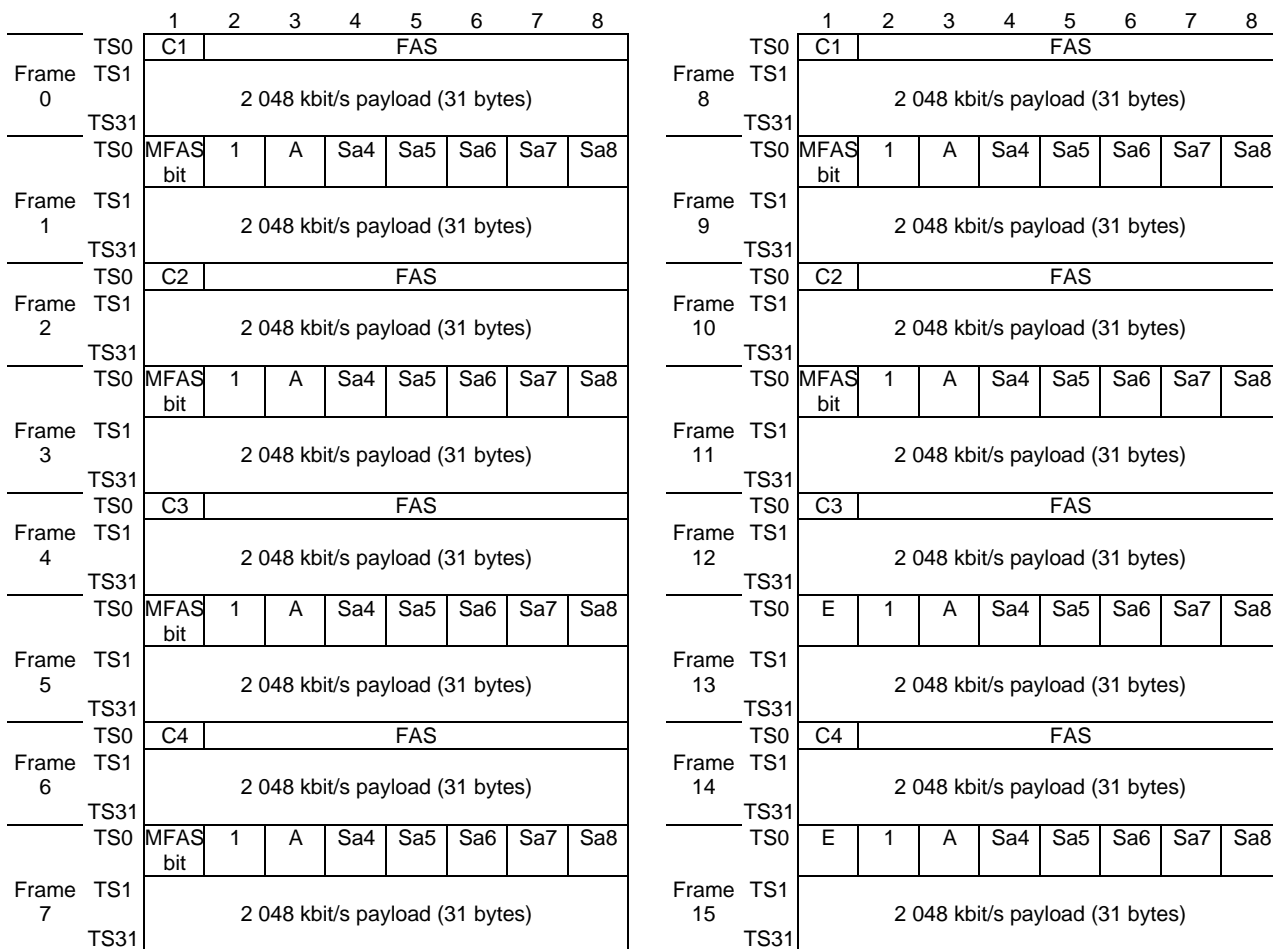 1 2 3 4 5 6 7 8
TS0 C1 FAS
Frame TS1
0 2 048 kbit/s payload (31 bytes)
TS31
TS0 MFAS 1 A Sa4 Sa5 Sa6 Sa7 Sa8
bit
Frame TS1
1 2 048 kbit/s payload (31 bytes)
TS31
TS0 C2 FAS
Frame TS1
2 2 048 kbit/s payload (31 bytes)
TS31
TS0 MFAS 1 A Sa4 Sa5 Sa6 Sa7 Sa8
bit
Frame TS1
3 2 048 kbit/s payload (31 bytes)
TS31
TS0 C3 FAS
Frame TS1
4 2 048 kbit/s payload (31 bytes)
TS31
TS0 MFAS 1 A Sa4 Sa5 Sa6 Sa7 Sa8
bit
Frame TS1
5 2 048 kbit/s payload (31 bytes)
TS31
TS0 C4 FAS
Frame TS1
6 2 048 kbit/s payload (31 bytes)
TS31
TS0 MFAS 1 A Sa4 Sa5 Sa6 Sa7 Sa8
bit
Frame TS1
7 2 048 kbit/s payload (31 bytes)
TS31
1 2 3 4 5 6 7 8
TS0 C1 FAS
Frame TS1
8 2 048 kbit/s payload (31 bytes)
TS31
TS0 MFAS 1 A Sa4 Sa5 Sa6 Sa7 Sa8
bit
Frame TS1
9 2 048 kbit/s payload (31 bytes)
TS31
TS0 C2 FAS
Frame TS1
10 2 048 kbit/s payload (31 bytes)
TS31
TS0 MFAS 1 A Sa4 Sa5 Sa6 Sa7 Sa8
bit
Frame TS1
11 2 048 kbit/s payload (31 bytes)
TS31
TS0 C3 FAS
Frame TS1
12 2 048 kbit/s payload (31 bytes)
TS31
TS0 E 1 A Sa4 Sa5 Sa6 Sa7 Sa8
Frame TS1
13 2 048 kbit/s payload (31 bytes)
TS31
TS0 C4 FAS
Frame TS1
14 2 048 kbit/s payload (31 bytes)
TS31
TS0 E 1 A Sa4 Sa5 Sa6 Sa7 Sa8
Frame TS1
15 2 048 kbit/s payload (31 bytes)
TS31